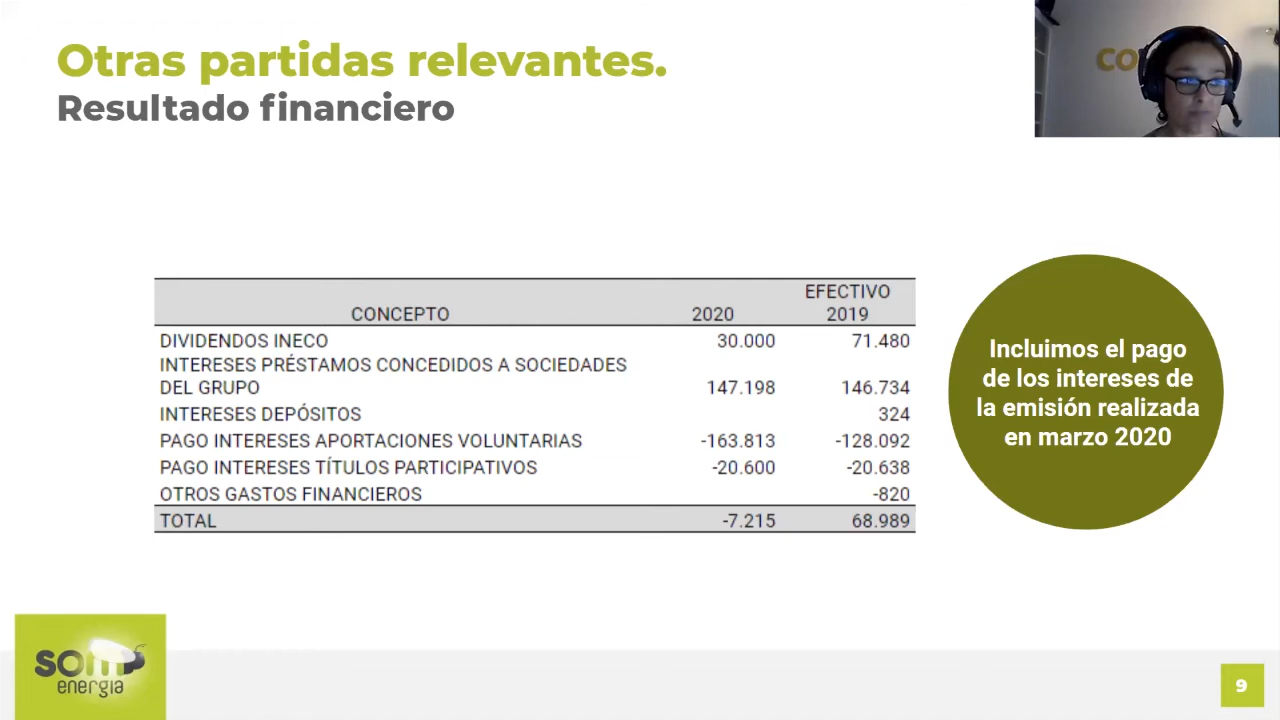 Otras partidas relevantes.
Resultado financiero
CO
CONCEPTO 2020 EFECTIVO 2019
DIVIDENDOS INECO 30.000 71.480
INTERESES PRÉSTAMOS CONCEDIDOS A SOCIEDADES
DEL GRUPO 147.198 146.734
INTERESES DEPÓSITOS 324
PAGO INTERESES APORTACIONES VOLUNTARIAS -163.813 -128.092
PAGO INTERESES TÍTULOS PARTICIPATIVOS -20.600 -20.638
OTROS GASTOS FINANCIEROS -820
TOTAL -7.215 68.989
Incluimos el pago
de los intereses de
la emisión realizada
en marzo 2020
som
energia
9